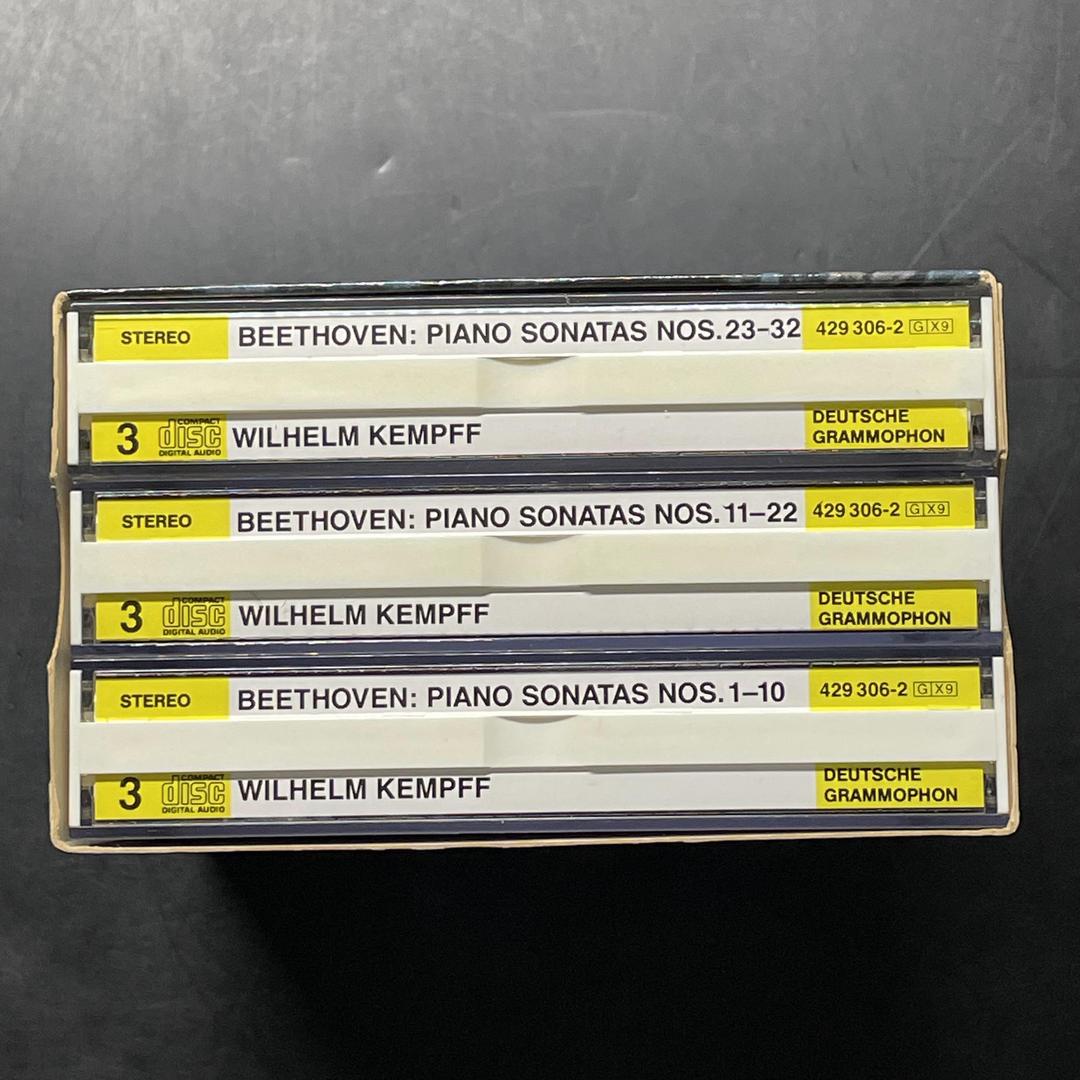 STEREO BEETHOVEN: PIANO SONATAS NOS.23–32 429 306-2 G X9
3 COMPACT disc DIGITAL AUDIO WILHELM KEMPFF DEUTSCHE GRAMMOPHON
STEREO BEETHOVEN: PIANO SONATAS NOS.11–22 429 306-2 G X9
3 COMPACT disc DIGITAL AUDIO WILHELM KEMPFF DEUTSCHE GRAMMOPHON
STEREO BEETHOVEN: PIANO SONATAS NOS.1–10 429 306-2 G X9
3 COMPACT disc DIGITAL AUDIO WILHELM KEMPFF DEUTSCHE GRAMMOPHON